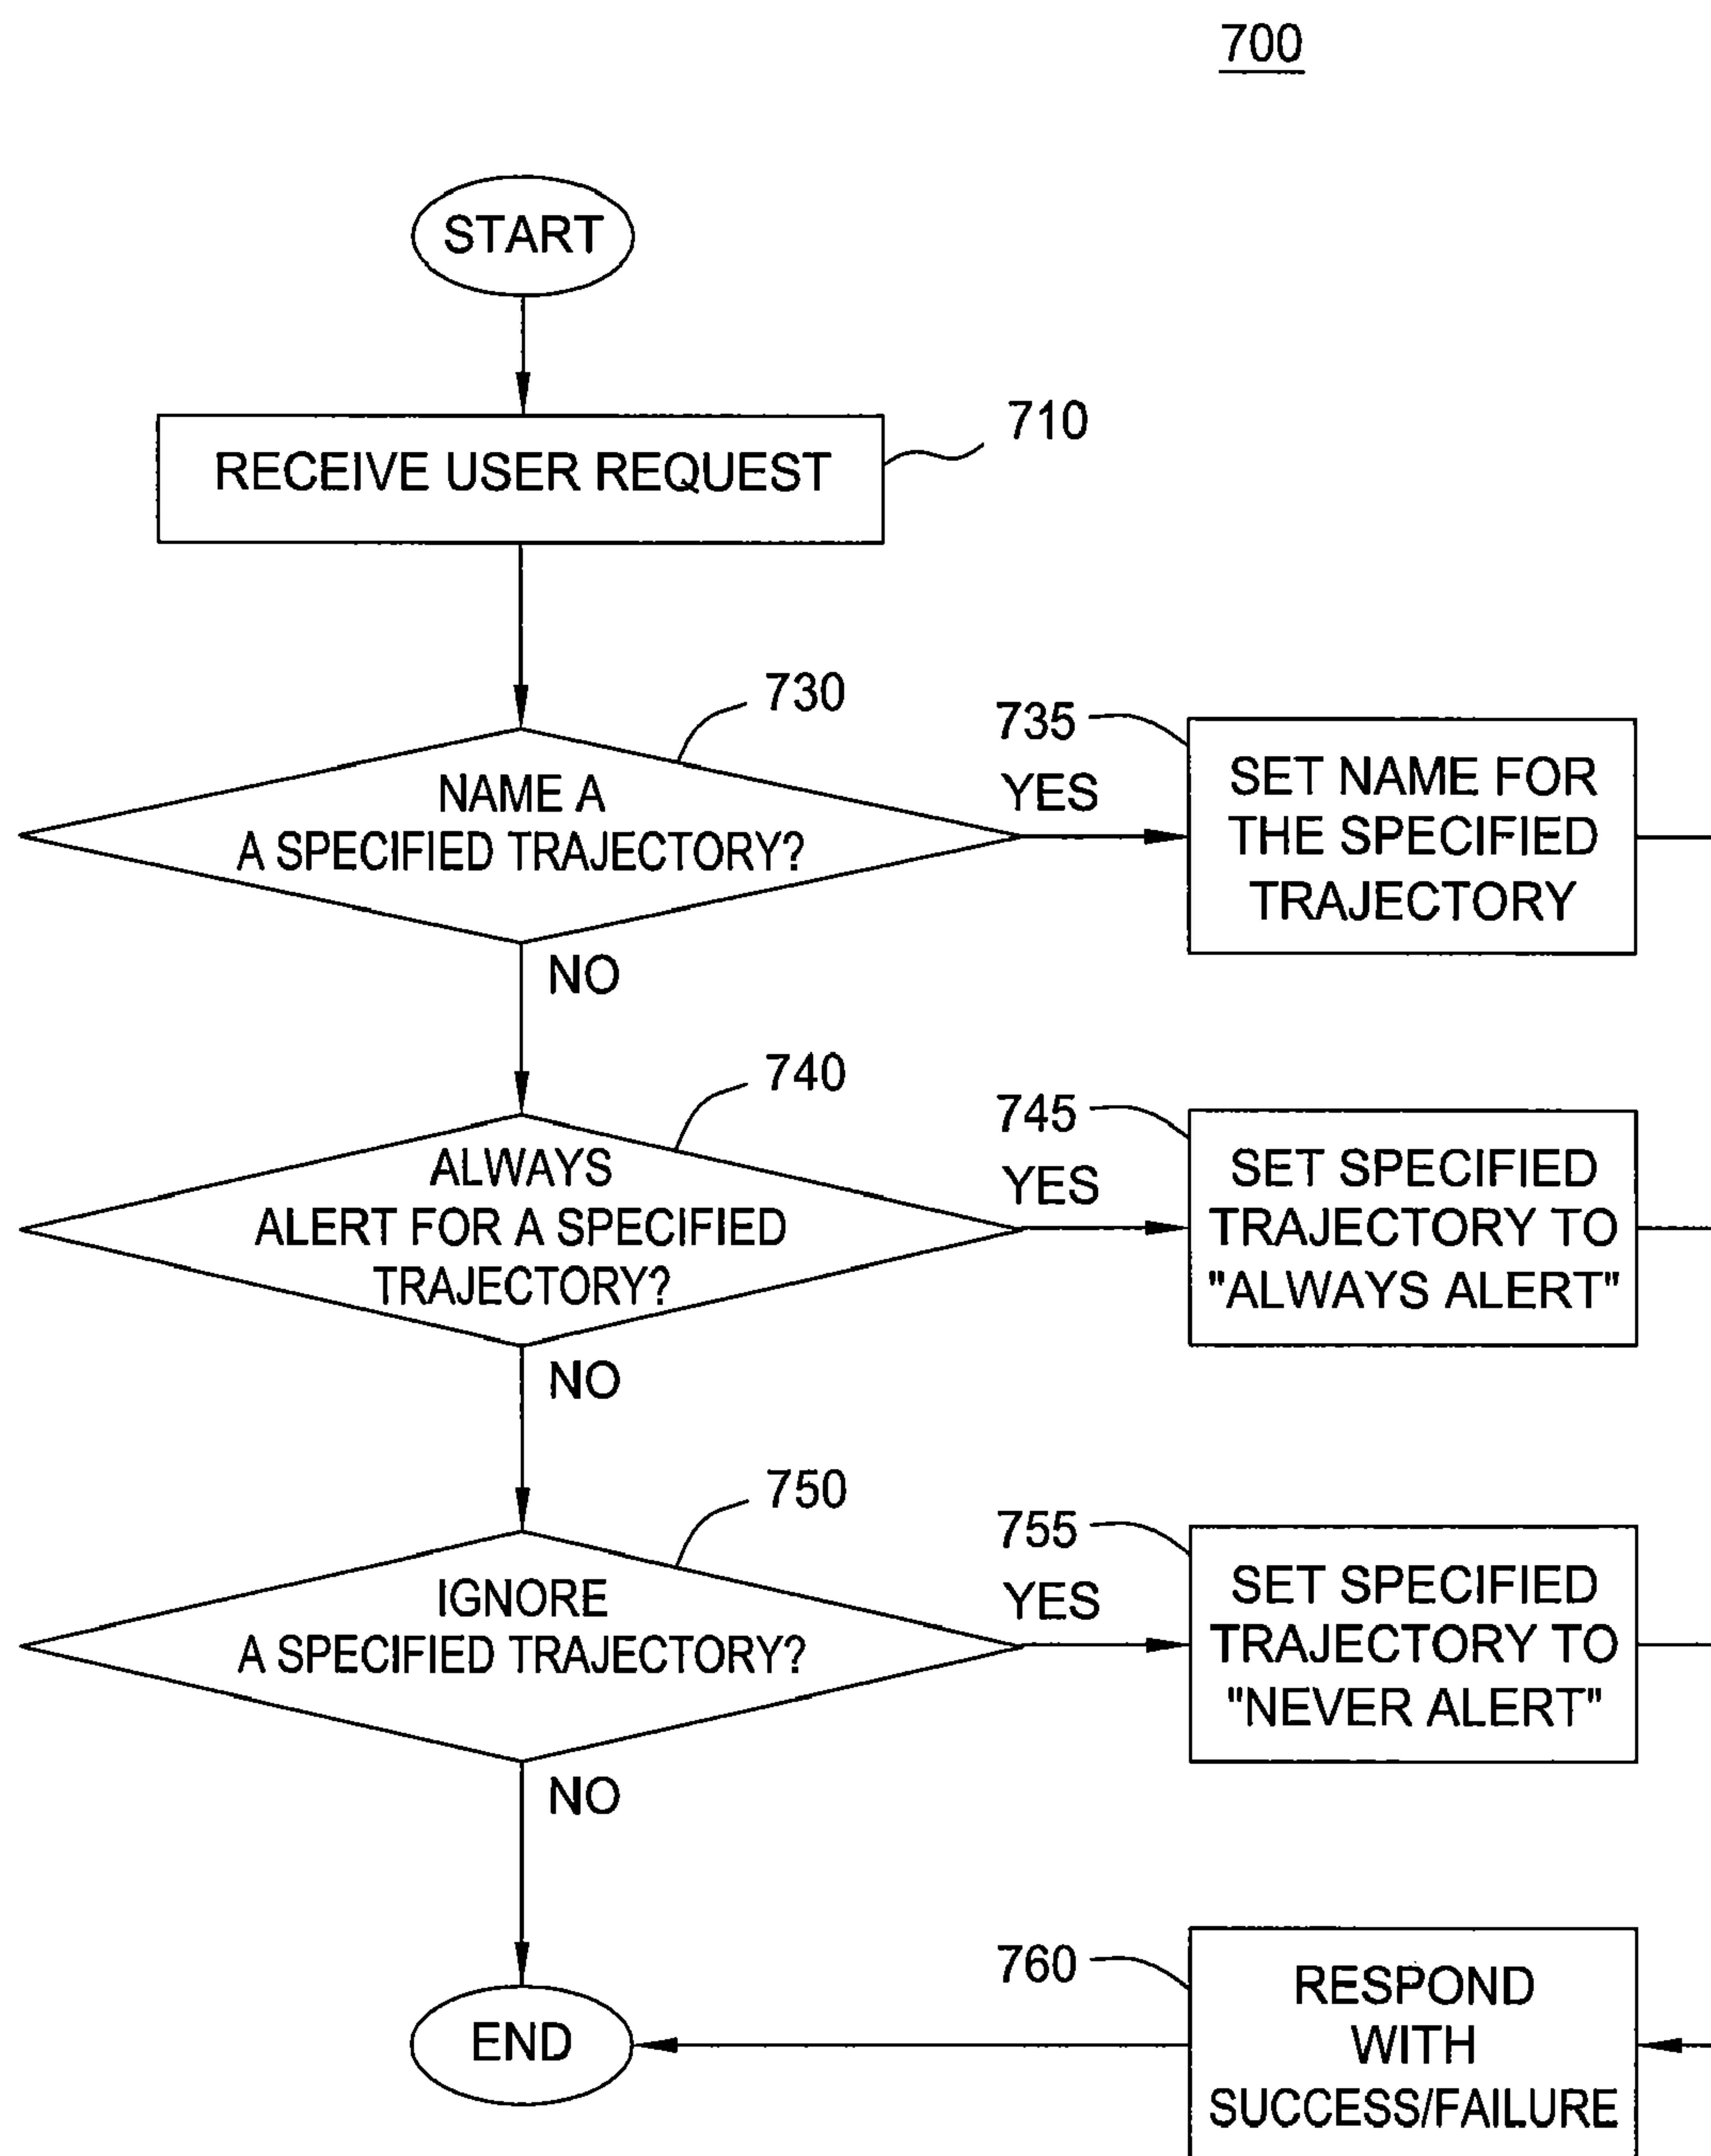 700
START
710
RECEIVE USER REQUEST
730
NAME A
A SPECIFIED TRAJECTORY?
YES
735
SET NAME FOR
THE SPECIFIED
TRAJECTORY
NO
740
ALWAYS
ALERT FOR A SPECIFIED
TRAJECTORY?
YES
745
SET SPECIFIED
TRAJECTORY TO
"ALWAYS ALERT"
NO
750
IGNORE
A SPECIFIED TRAJECTORY?
YES
755
SET SPECIFIED
TRAJECTORY TO
"NEVER ALERT"
NO
END
760
RESPOND
WITH
SUCCESS/FAILURE